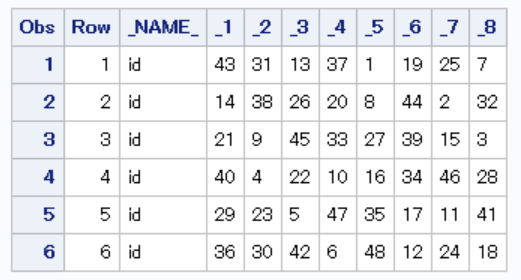 Obs Row _NAME_ _1 _2 _3 _4 _5 _6 _7 _8
1 1 id 43 31 13 37 1 19 25 7
2 2 id 14 38 26 20 8 44 2 32
3 3 id 21 9 45 33 27 39 15 3
4 4 id 40 4 22 10 16 34 46 28
5 5 id 29 23 5 47 35 17 11 41
6 6 id 36 30 42 6 48 12 24 18